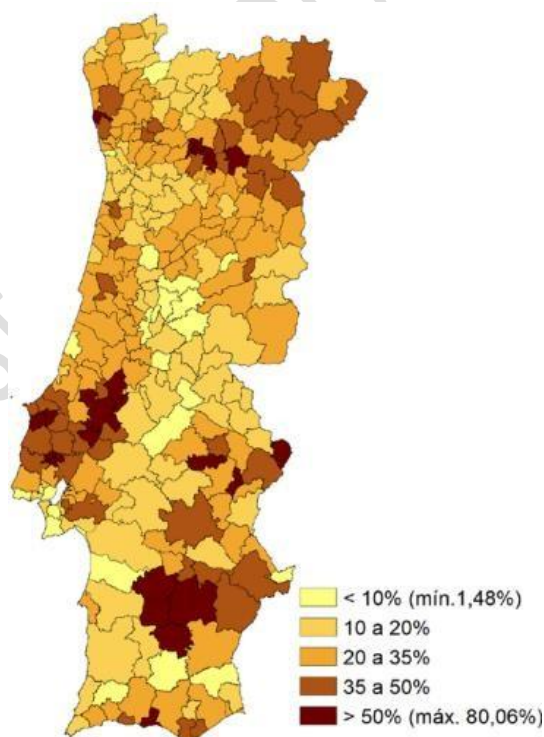 < 10% (mín.1,48%)
10 a 20%
20 a 35%
35 a 50%
> 50% (máx. 80,06%)